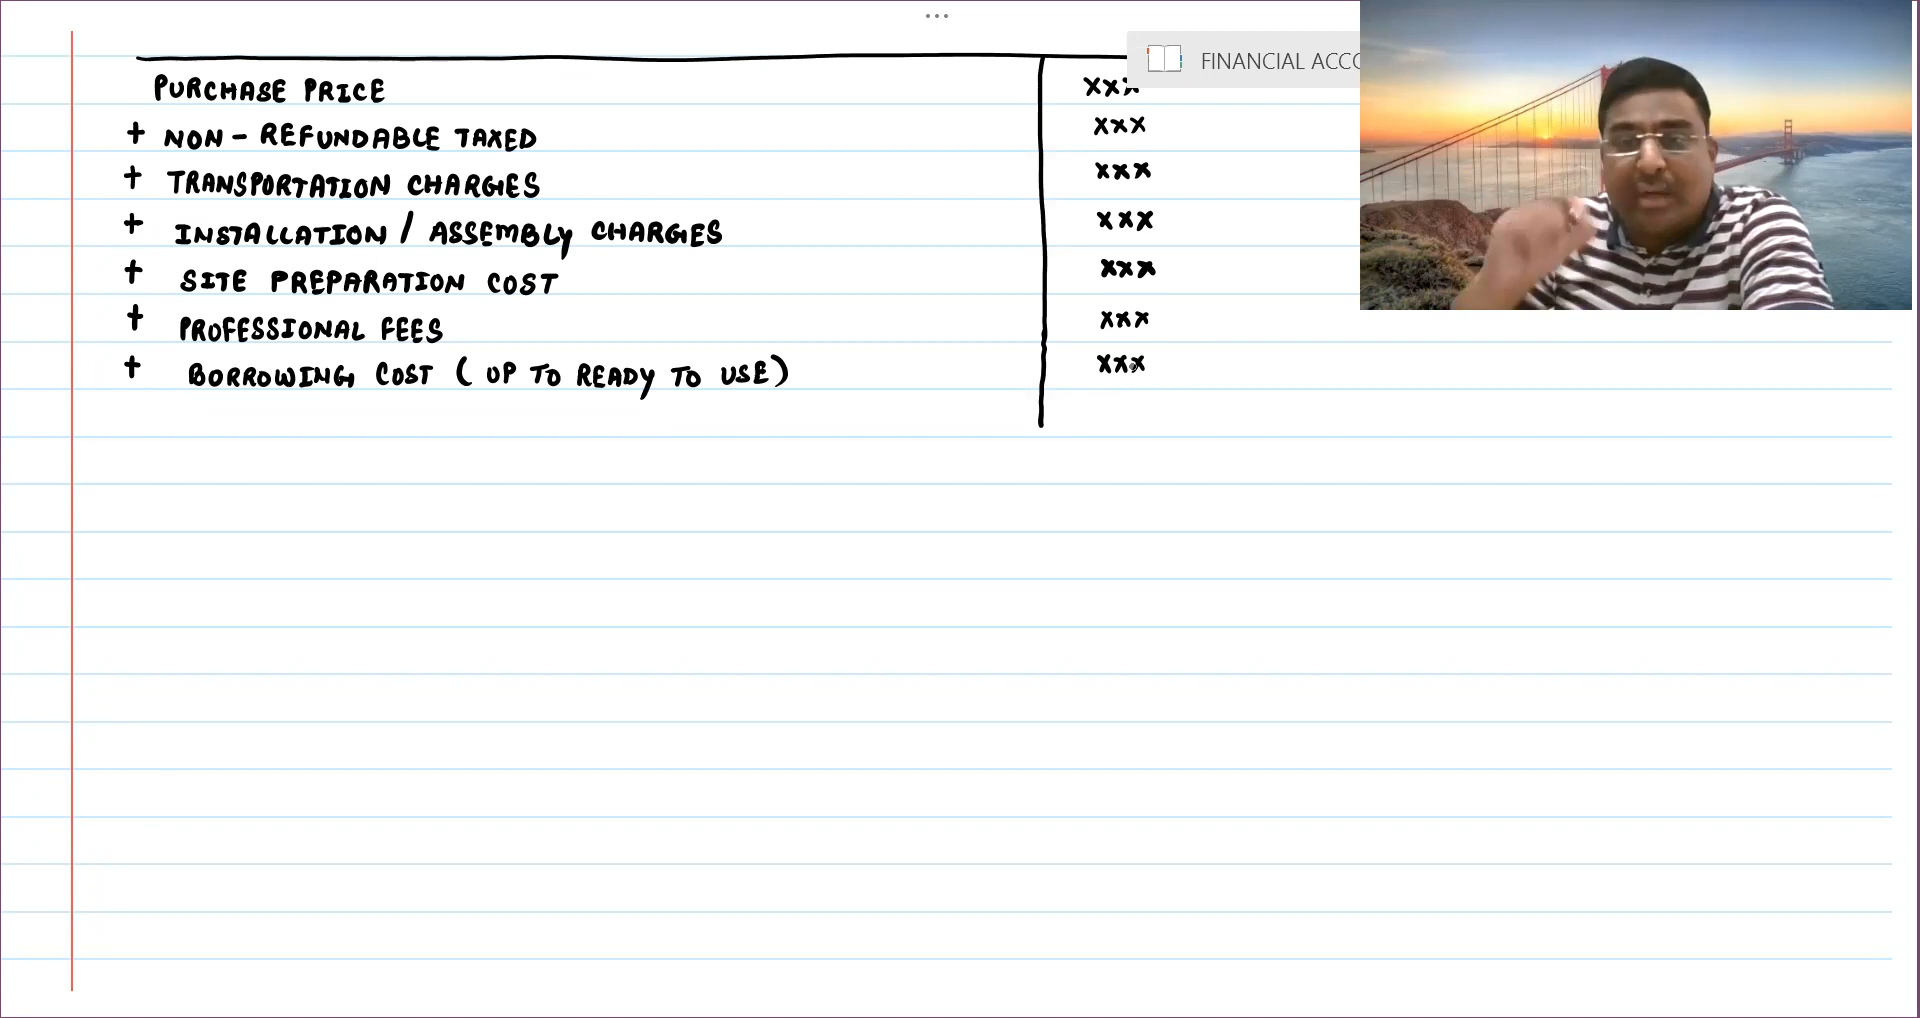 FINANCIAL ACCO
PURCHASE PRICE xxx
+ NON - REFUNDABLE TAXED xxx
+ TRANSPORTATION CHARGES xxx
+ INSTALLATION / ASSEMBLY CHARGES xxx
+ SITE PREPARATION COST xxx
+ PROFESSIONAL FEES xxx
+ BORROWING COST ( UP TO READY TO USE ) xxx